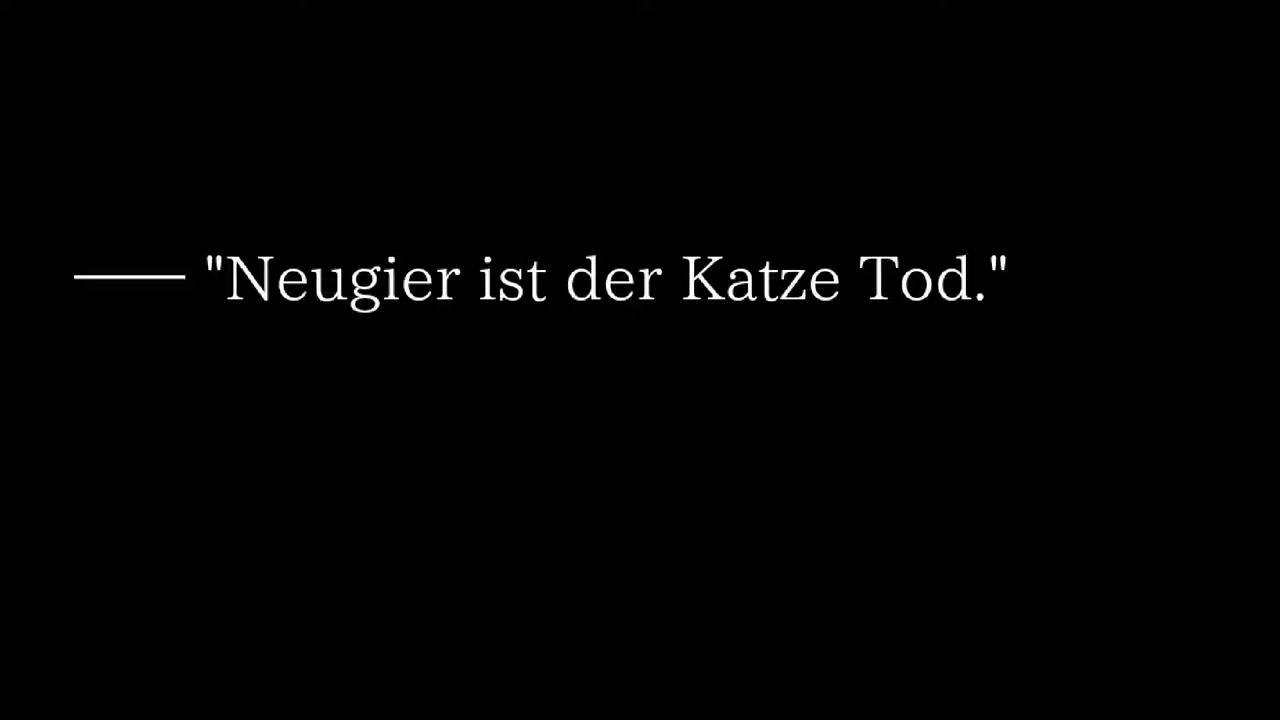 —— "Neugier ist der Katze Tod."